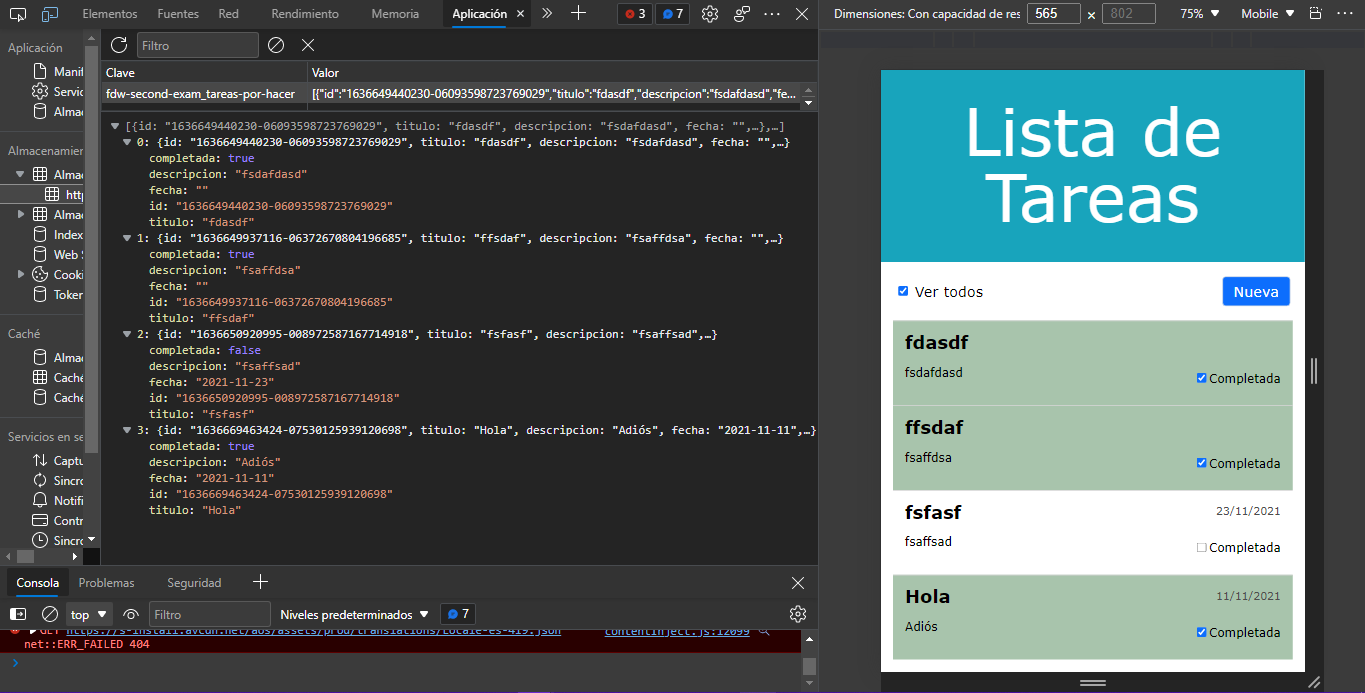 Elementos Fuentes Red Rendimiento Memoria Aplicación 3 7
Dimensiones: Con capacidad de res 565 × 802 75% Mobile
Aplicación
Manif
Servic
Almac
Almacenamien
Almac
http
Almac
Index
Web S
Cooki
Token
Caché
Almac
Caché
Caché
Servicios en se
Captu
Sincro
Notifi
Contr
Sincro
Filtro
Clave Valor
fdw-second-exam_tareas-por-hacer [{"id":"1636649440230-06093598723769029","titulo":"fdasdf","descripcion":"fsdafdasd","fe...
[{id: "1636649440230-06093598723769029", titulo: "fdasdf", descripcion: "fsdafdasd", fecha: "",…},…]
0: {id: "1636649440230-06093598723769029", titulo: "fdasdf", descripcion: "fsdafdasd", fecha: "",…}
completada: true
descripcion: "fsdafdasd"
fecha: ""
id: "1636649440230-06093598723769029"
titulo: "fdasdf"
1: {id: "1636649937116-06372670804196685", titulo: "ffsdaf", descripcion: "fsaffdsa", fecha: "",…}
completada: true
descripcion: "fsaffdsa"
fecha: ""
id: "1636649937116-06372670804196685"
titulo: "ffsdaf"
2: {id: "1636650920995-008972587167714918", titulo: "fsfasf", descripcion: "fsaffsad",…}
completada: false
descripcion: "fsaffsad"
fecha: "2021-11-23"
id: "1636650920995-008972587167714918"
titulo: "fsfasf"
3: {id: "1636669463424-07530125939120698", titulo: "Hola", descripcion: "Adiós", fecha: "2021-11-11",…}
completada: true
descripcion: "Adiós"
fecha: "2021-11-11"
id: "1636669463424-07530125939120698"
titulo: "Hola"
Consola Problemas Seguridad
top Filtro Niveles predeterminados 7
GET https://s-install.avcdn.net/aos/assets/prod/translations/Locale-es-419.json contentInject.js:12099
net::ERR_FAILED 404
Lista de
Tareas
Ver todos Nueva
fdasdf
fsdafdasd
Completada
ffsdaf
fsaffdsa
Completada
fsfasf 23/11/2021
fsaffsad
Completada
Hola 11/11/2021
Adiós
Completada